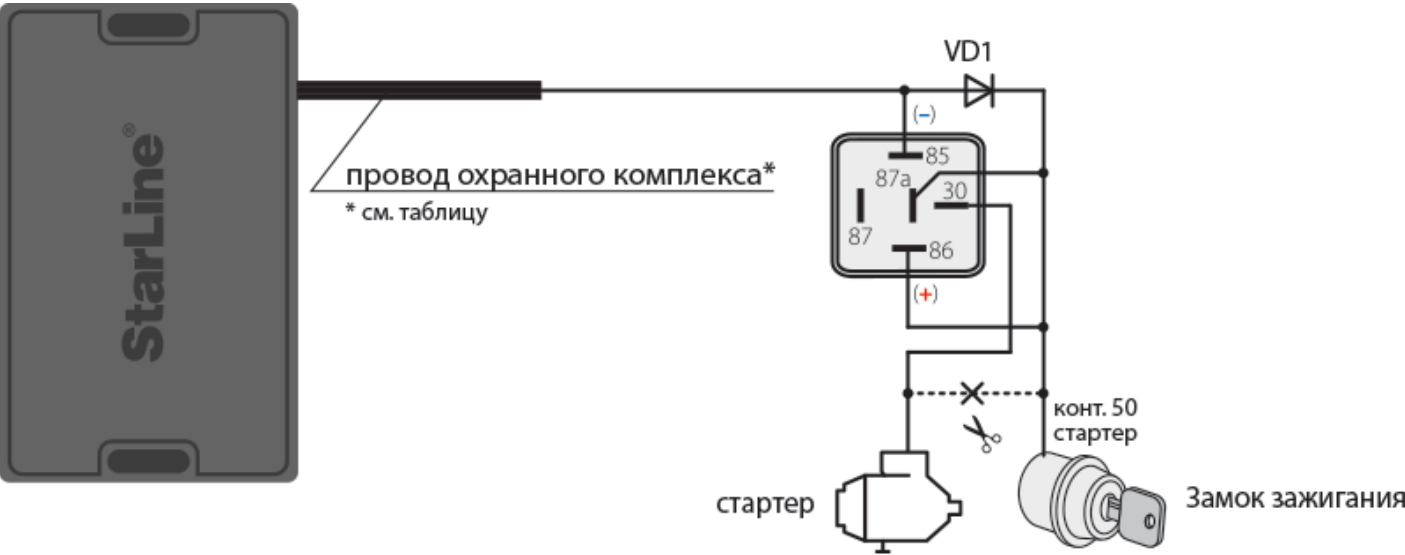 StarLine®
VD1
(–)
85
87a
30
87
86
(+)
провод охранного комплекса*
* см. таблицу
конт. 50
стартер
стартер
Замок зажигания